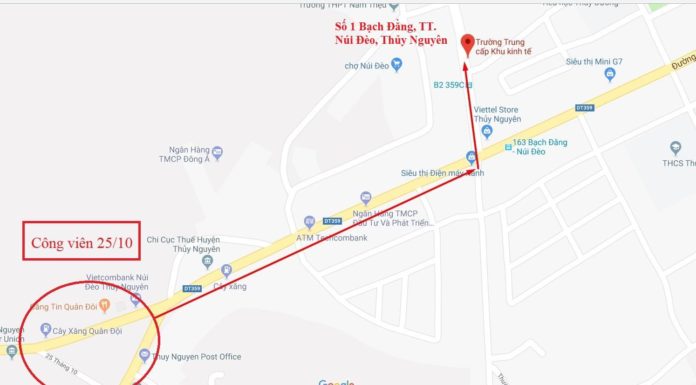 Trường THPT Nam Triệu
Số 1 Bạch Đằng, TT.
Núi Đèo, Thủy Nguyên
Trường Trung
cấp Khu kinh tế
chợ Núi Đèo
Siêu thị Mini G7
B2 359C
Đường
DT359
Viettel Store
Thủy Nguyên
163 Bạch Đằng
- Núi Đèo
Ngân Hàng
TMCP Đông Á
Siêu thị Điện máy
THCS
Ngân Hàng TMCP
Đầu Tư Và Phát Triển...
DT359
ATM Techcombank
Công viên 25/10
Chi Cục Thuế Huyện
Thủy Nguyên
Cây xăng
Vietcombank Núi
Đèo Thủy Nguyên
DT359
Căng Tin Quân Đội
Cây Xăng Quân Đội
Nguyen
Union
25 Tháng 10
Thuy Nguyen Post Office
Google